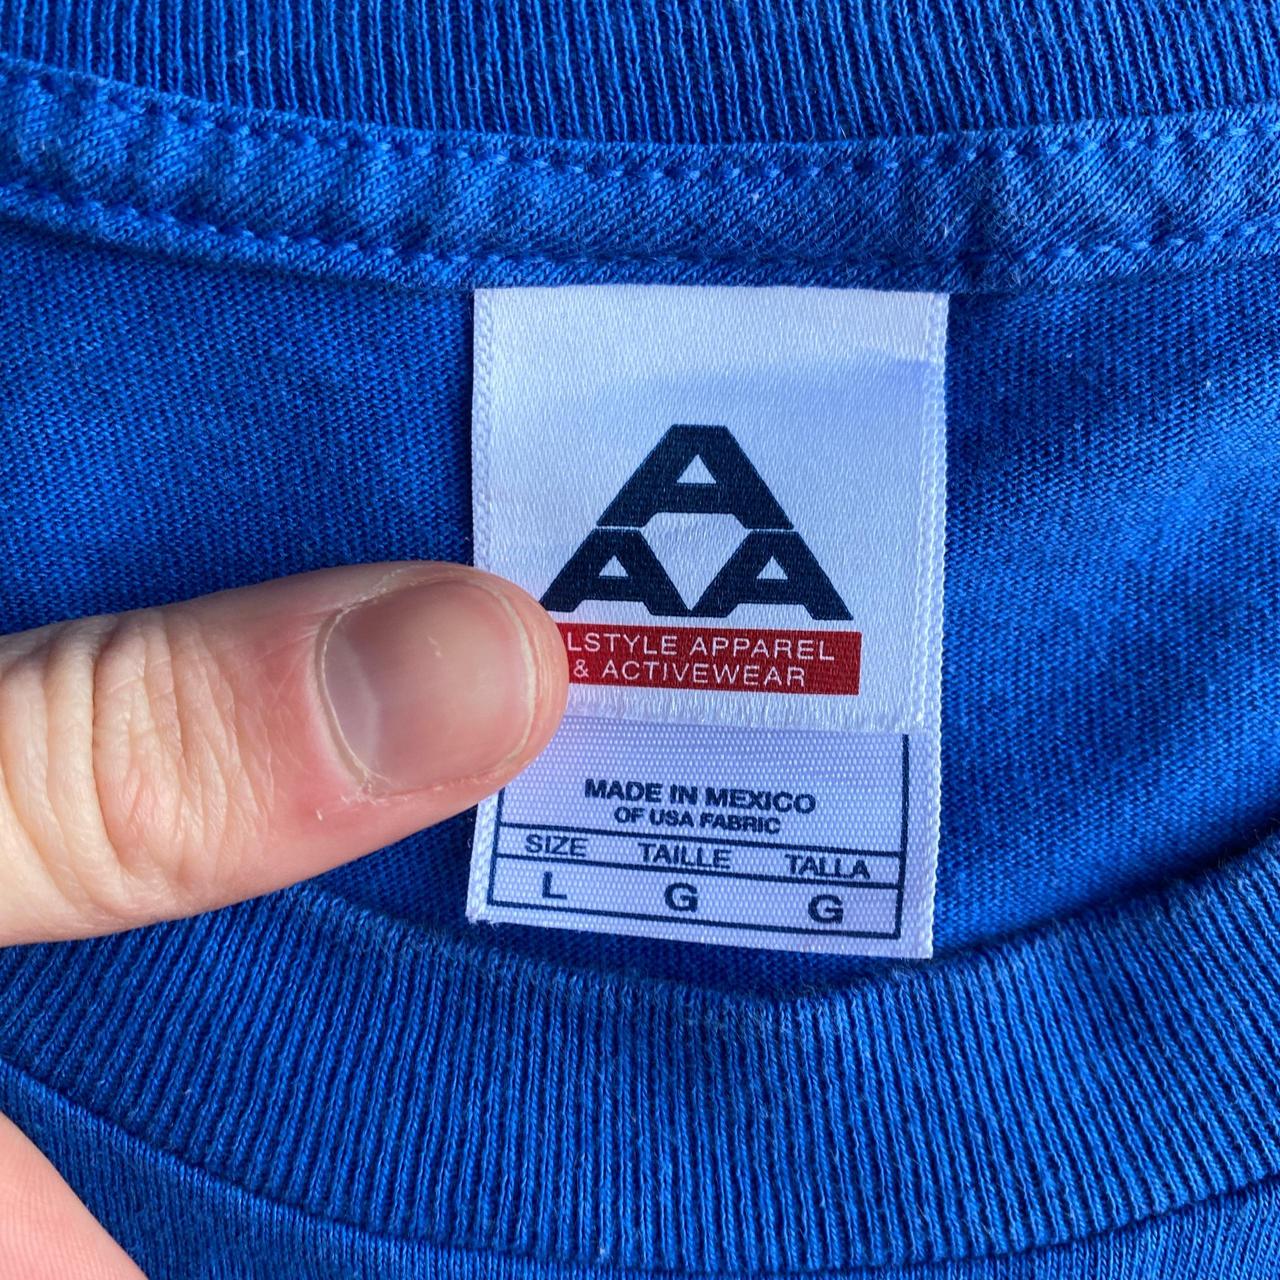 A
AA
LSTYLE APPAREL
& ACTIVEWEAR
MADE IN MEXICO
OF USA FABRIC
SIZE TAILLE TALLA
L G G